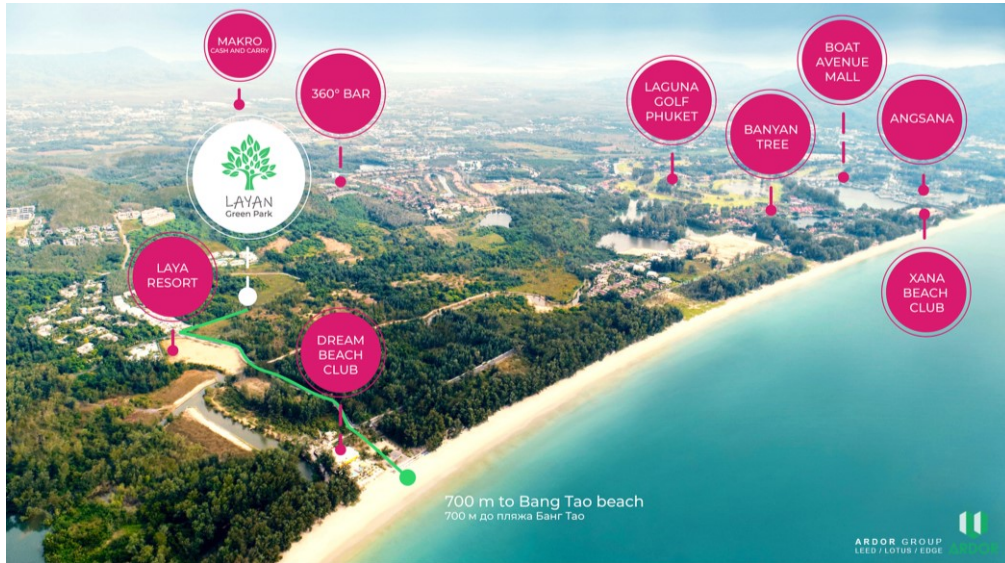 MAKRO
CASH AND CARRY
360° BAR
LAGUNA
GOLF
PHUKET
BOAT
AVENUE
MALL
BANYAN
TREE
ANGSANA
LAYAN
Green Park
LAYA
RESORT
XANA
BEACH
CLUB
DREAM
BEACH
CLUB
700 m to Bang Tao beach
700 м до пляжа Банг Тао
ARDOR GROUP
LEED / LOTUS / EDGE
ARDOR